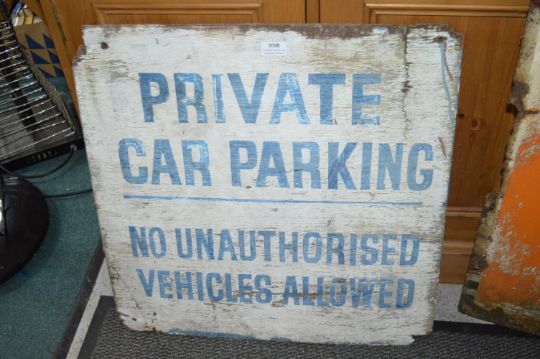 PRIVATE
CAR PARKING
NO UNAUTHORISED
VEHICLES ALLOWED